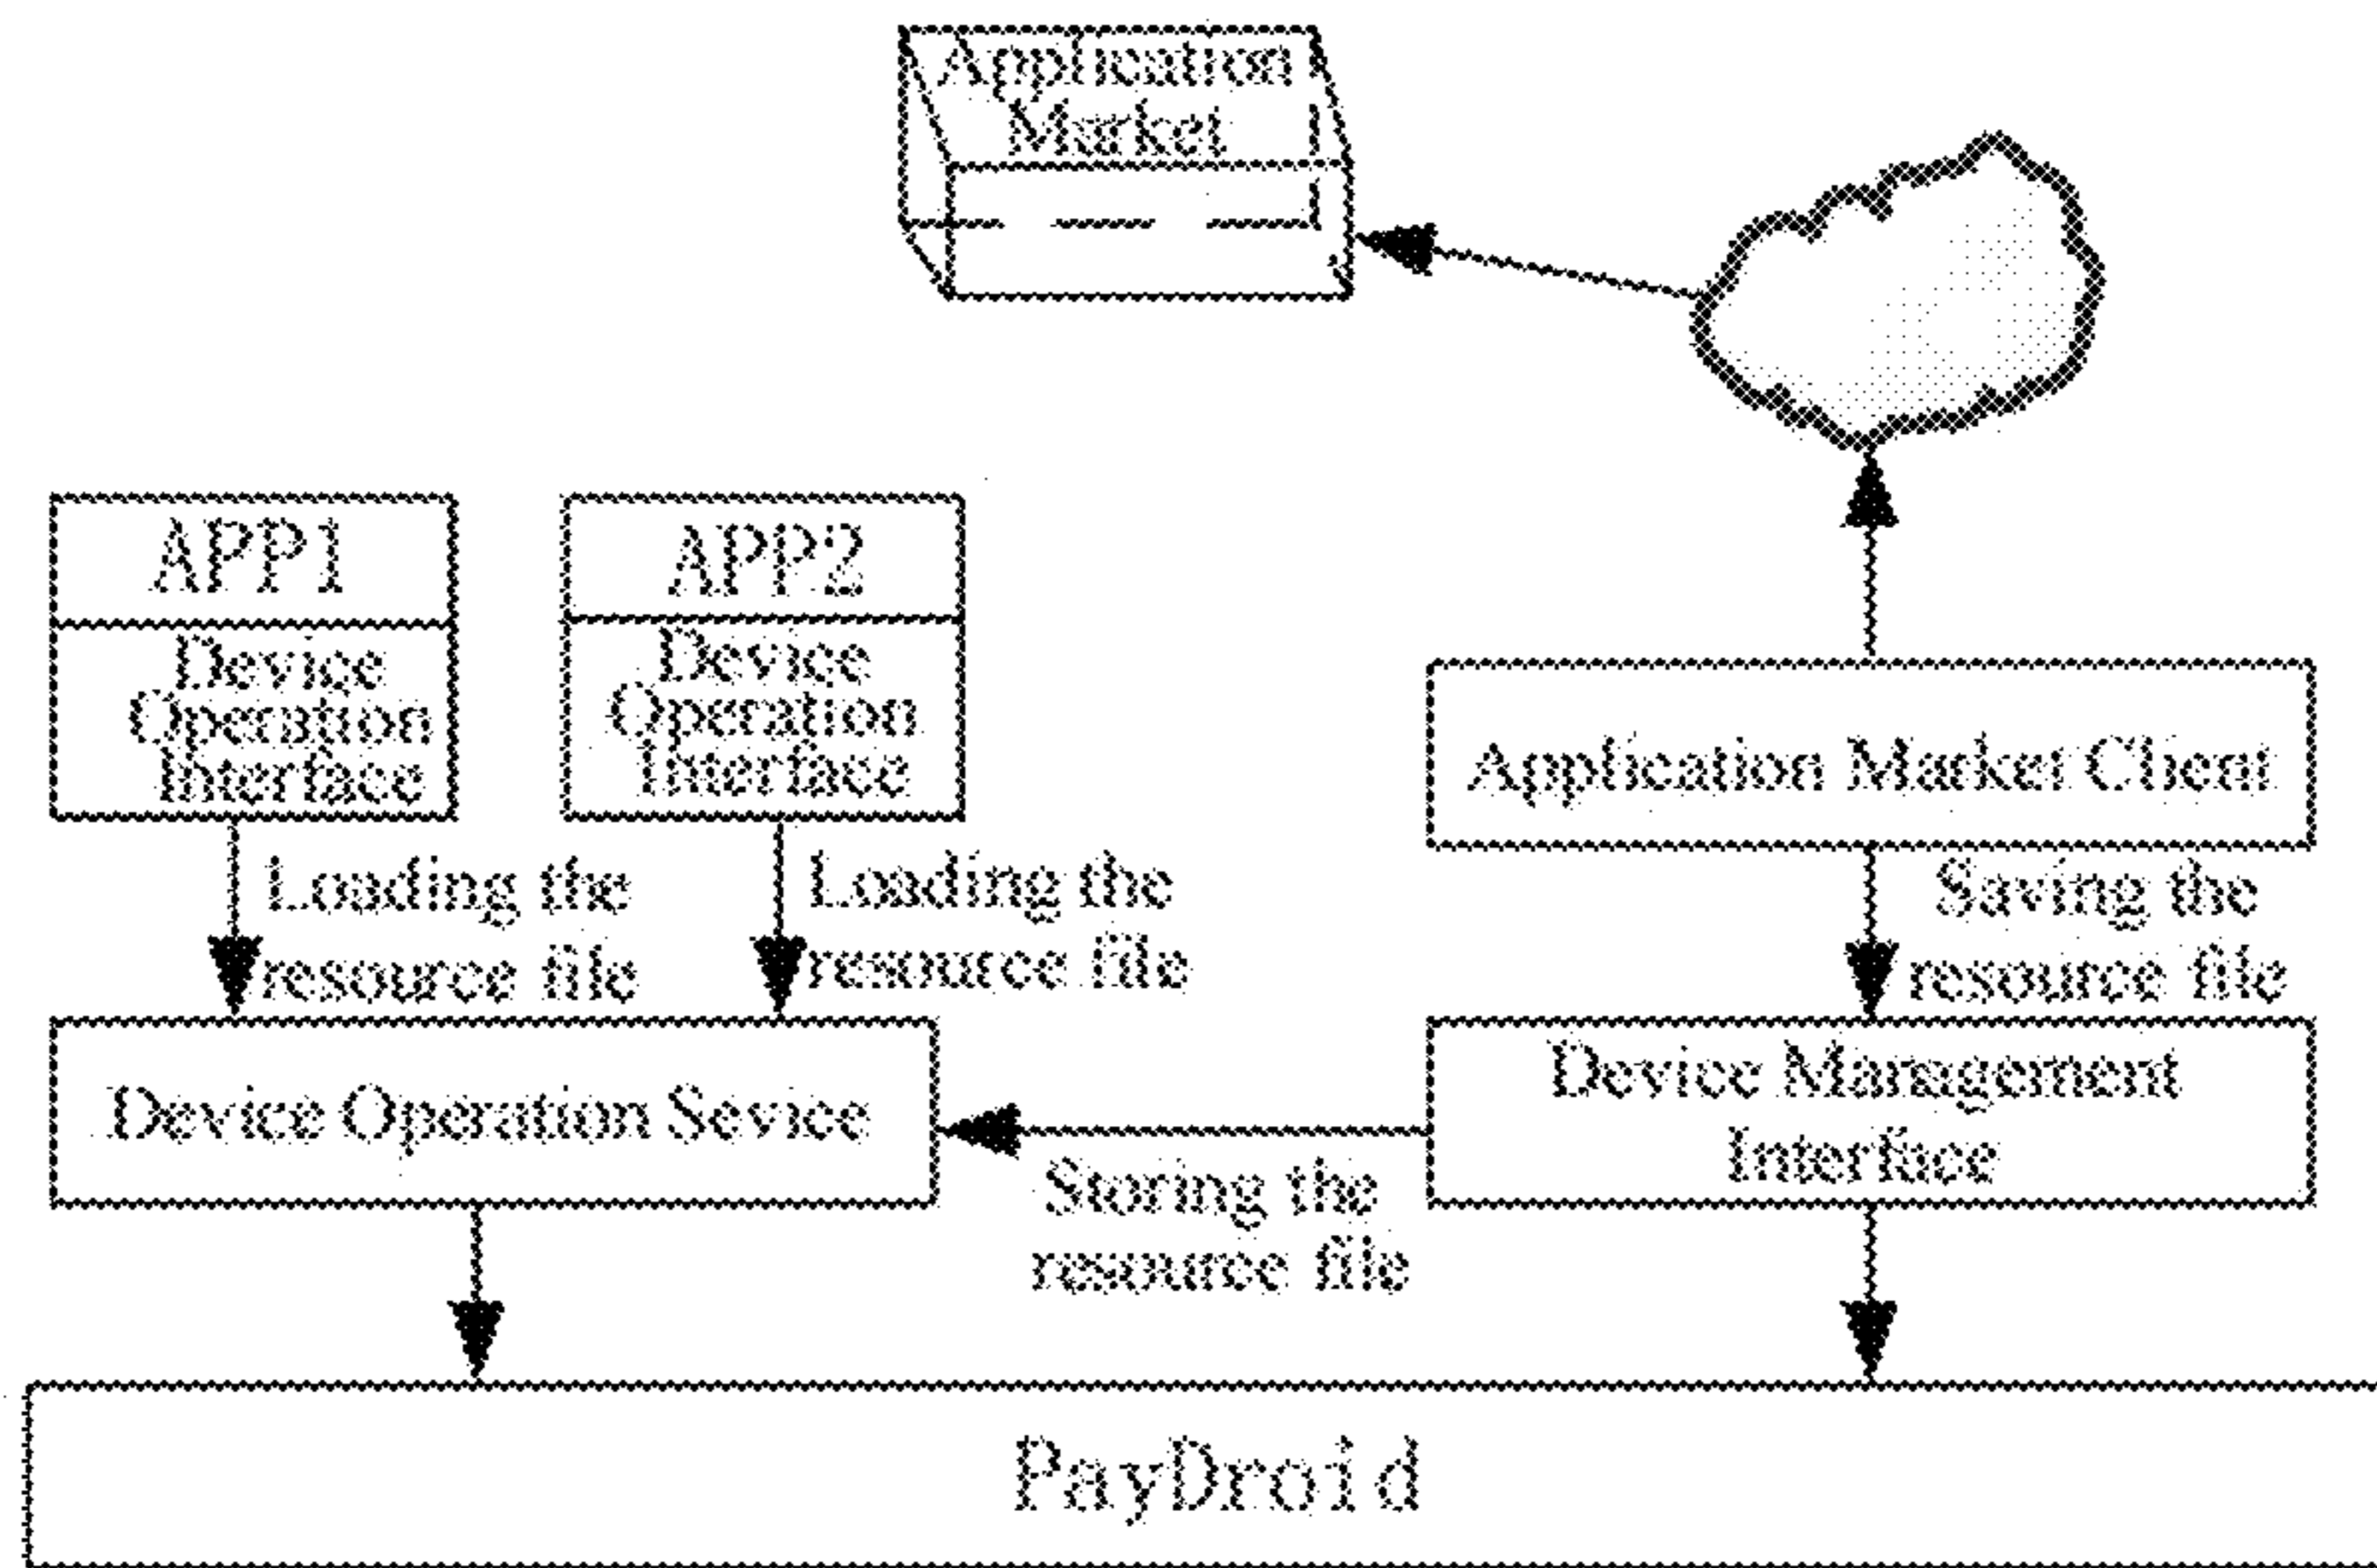 Application
Market
APP1
Device
Operation
Interface
APP2
Device
Operation
Interface
Application Market Client
Loading the
resource file
Loading the
resource file
Saving the
resource file
Device Operation Sevice
Device Management
Interface
Storing the
resource file
PayDroid